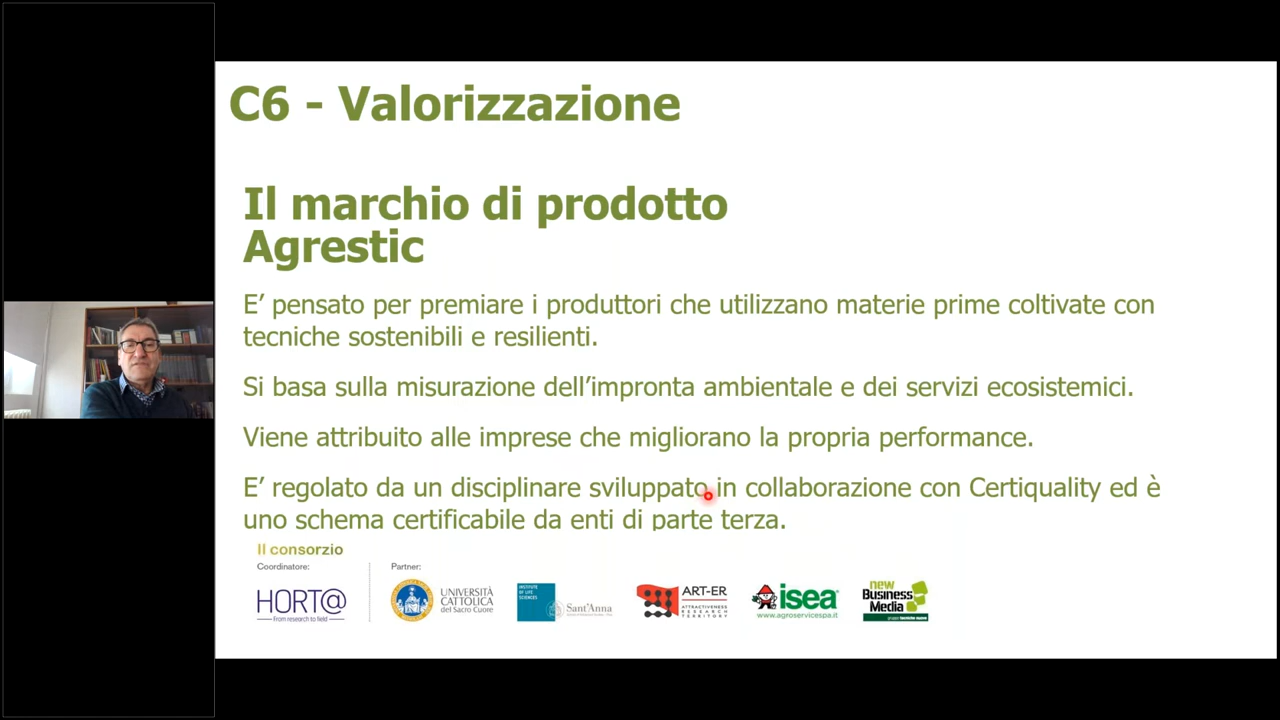 C6 - Valorizzazione
Il marchio di prodotto
Agrestic
E’ pensato per premiare i produttori che utilizzano materie prime coltivate con
tecniche sostenibili e resilienti.
Si basa sulla misurazione dell’impronta ambientale e dei servizi ecosistemici.
Viene attribuito alle imprese che migliorano la propria performance.
E’ regolato da un disciplinare sviluppato in collaborazione con Certiquality ed è
uno schema certificabile da enti di parte terza.
Il consorzio
Coordinatore:
Partner:
HORT@
From research to field
UNIVERSITÀ
CATTOLICA
del Sacro Cuore
INSTITUTE
OF LIFE
SCIENCES
Sant'Anna
ART-ER
ATTRACTIVENESS
RESEARCH
TERRITORY
isea
www.agroservicespa.it
new
Business
Media